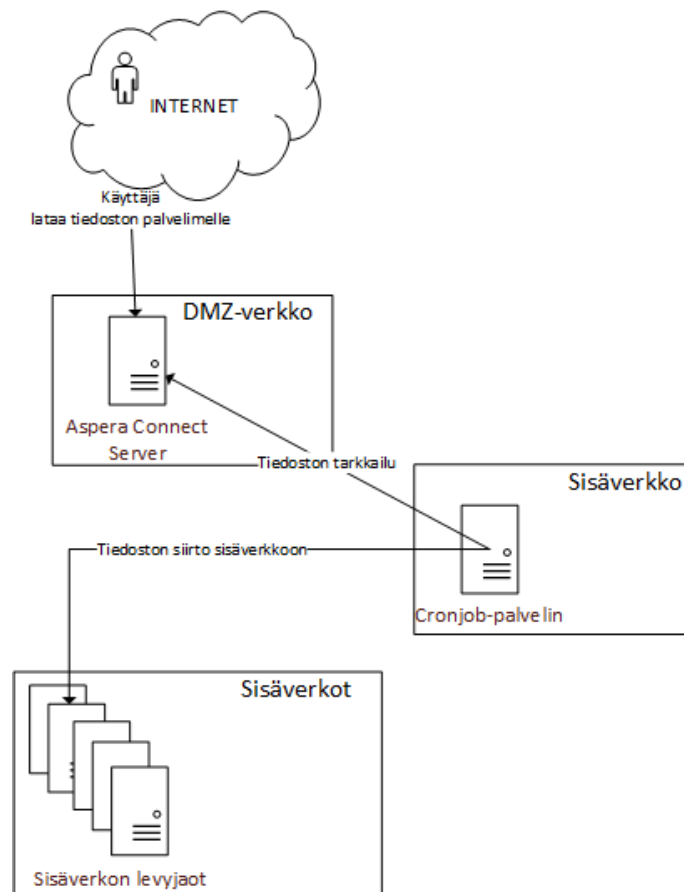 INTERNET
Käyttäjä
lataa tiedoston palvelimelle
DMZ-verkko
Aspera Connect
Server
Tiedoston tarkkailu
Sisäverkko
Tiedoston siirto sisäverkkoon
Cronjob-palvelin
Sisäverkot
Sisäverkon levyjaot